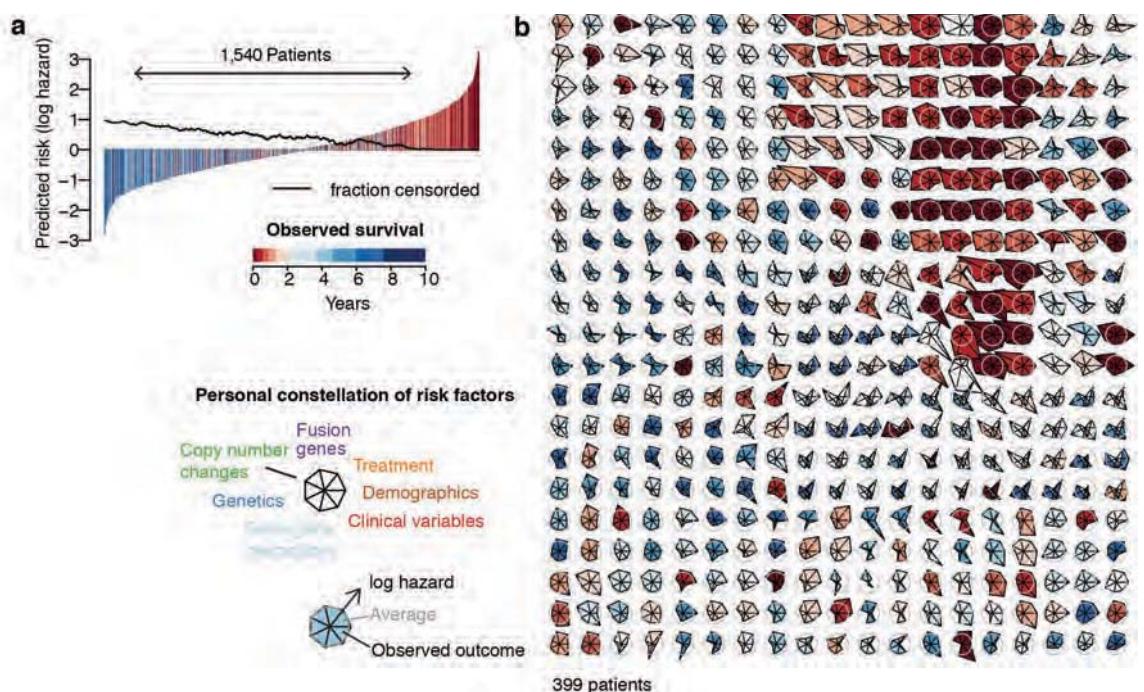 a
b
3
2
1
0
−1
−2
−3
Predicted risk (log hazard)
1,540 Patients
fraction censorded
Observed survival
0 2 4 6 8 10
Years
Personal constellation of risk factors
Fusion
genes
Copy number
changes
Treatment
Genetics
Demographics
Clinical variables
log hazard
Average
Observed outcome
399 patients